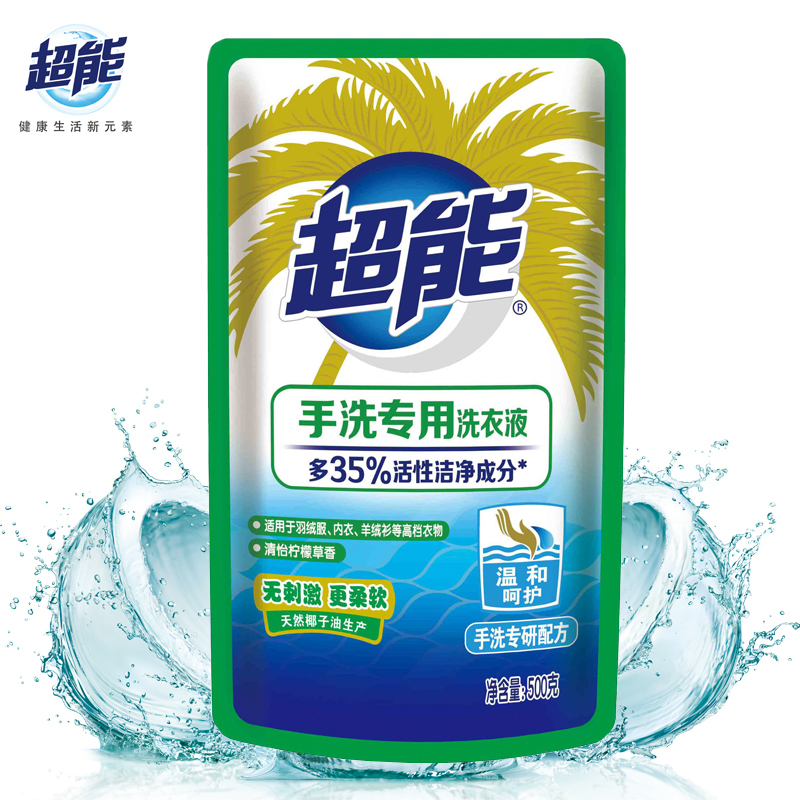 超能
健康生活新元素
超能®
手洗专用洗衣液
多35%活性洁净成分*
适用于羽绒服、内衣、羊绒衫等高档衣物
清怡柠檬草香
无刺激 更柔软
天然椰子油生产
温和
呵护
手洗专研配方
净含量:500克